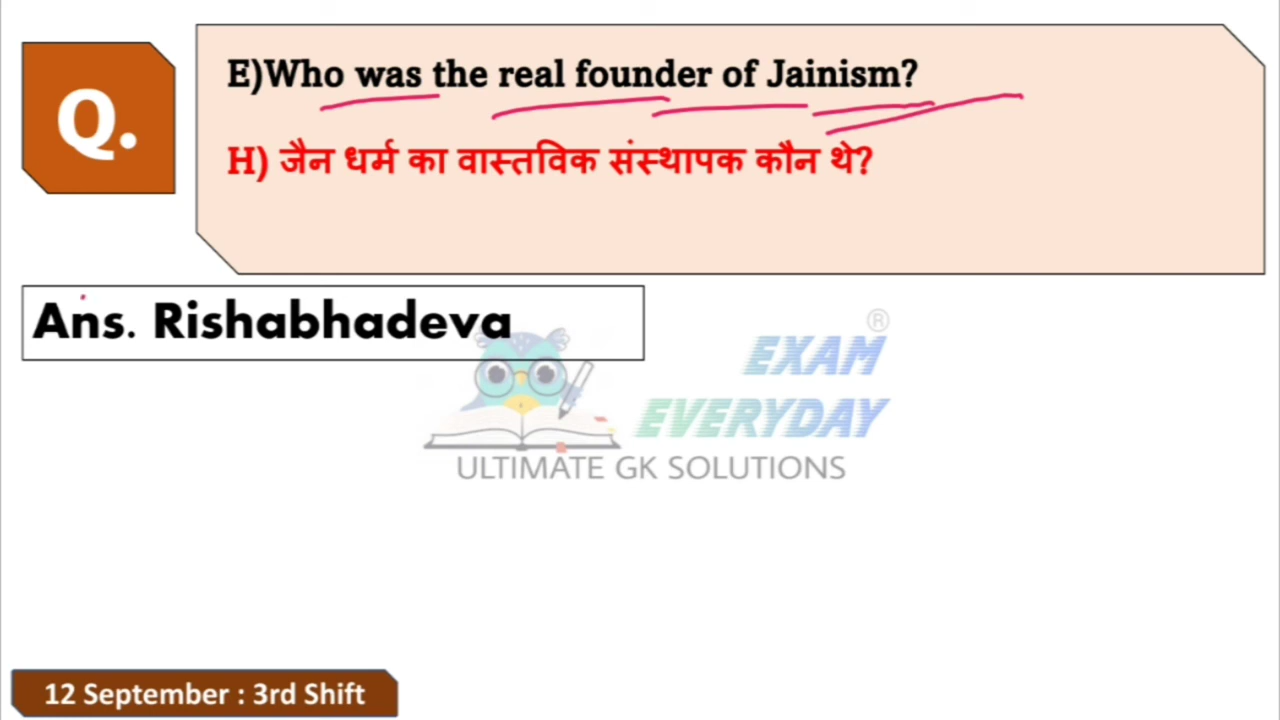 Q.
E)Who was the real founder of Jainism?
H) जैन धर्म का वास्तविक संस्थापक कौन थे?
Ans. Rishabhadeva
®
EXAM
EVERYDAY
ULTIMATE GK SOLUTIONS
12 September : 3rd Shift